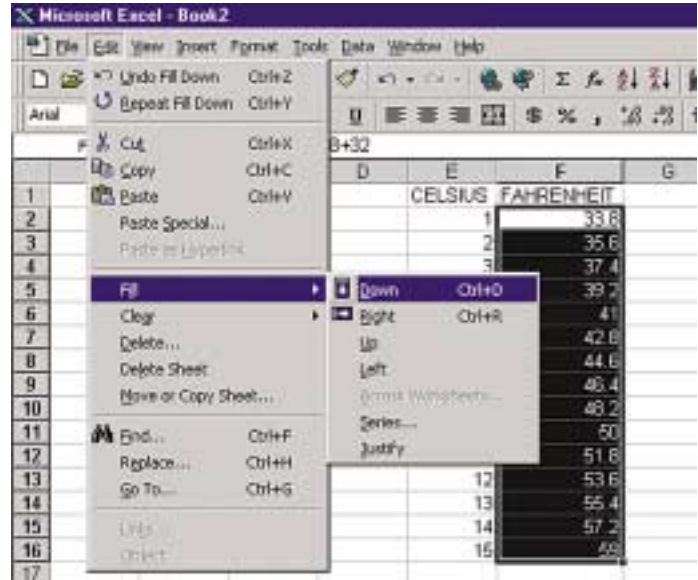 Microsoft Excel - Book2
File Edit View Insert Format Tools Data Window Help
Undo Fill Down Ctrl+Z
Repeat Fill Down Ctrl+Y
Arial
Cut Ctrl+X
Copy Ctrl+C
Paste Ctrl+V
Paste Special...
Paste as Hyperlink
Fill
Clear
Delete...
Delete Sheet
Move or Copy Sheet...
Find... Ctrl+F
Replace... Ctrl+H
Go To... Ctrl+G
Links
Object
Down Ctrl+D
Right Ctrl+R
Up
Left
Across Worksheets...
Series...
Justify
U $ % ,
+32
D E F G
1 CELSIUS FAHRENHEIT
2 1 33.8
3 2 35.6
4 3 37.4
5 39.2
6 41
7 42.8
8 44.6
9 46.4
10 48.2
11 50
12 51.8
13 12 53.6
14 13 55.4
15 14 57.2
16 15 59
17